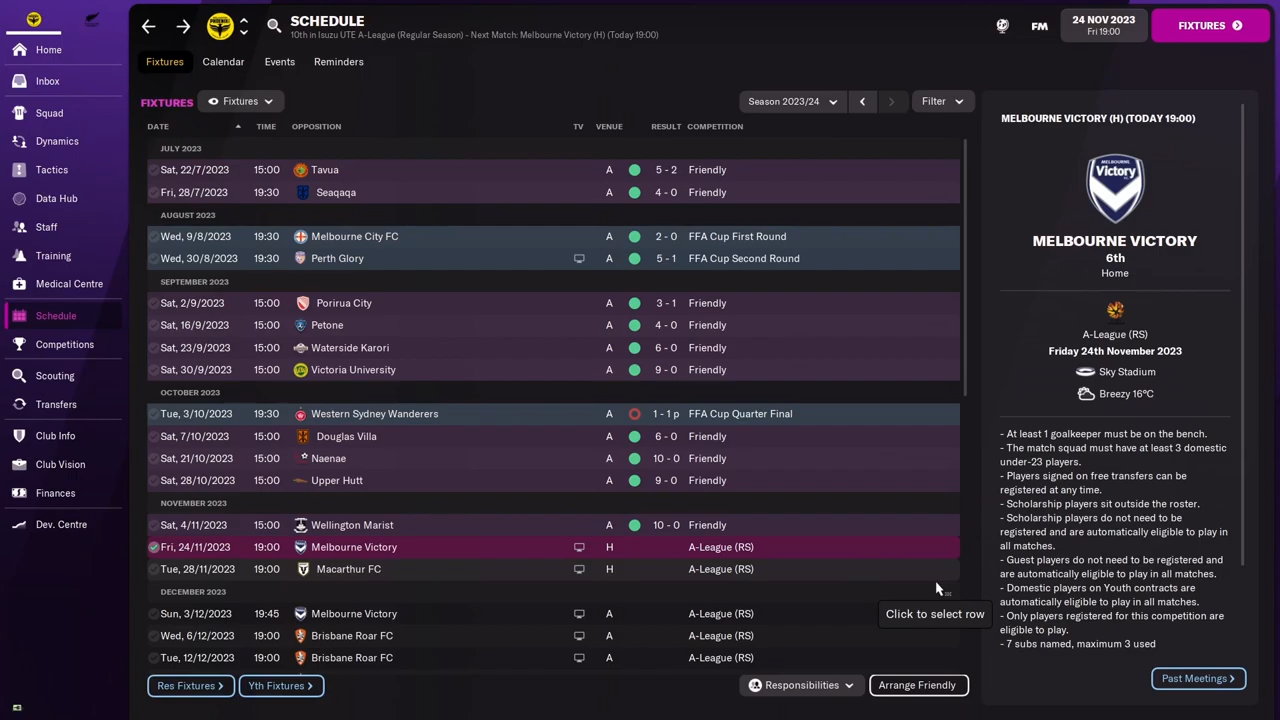 SCHEDULE
10th in Isuzu UTE A-League (Regular Season) - Next Match: Melbourne Victory (H) (Today 19:00)
FM
24 NOV 2023
Fri 19:00
FIXTURES
Home
Inbox
Squad
Dynamics
Tactics
Data Hub
Staff
Training
Medical Centre
Schedule
Competitions
Scouting
Transfers
Club Info
Club Vision
Finances
Dev. Centre
Fixtures Calendar Events Reminders
FIXTURES Fixtures Season 2023/24 Filter
DATE TIME OPPOSITION TV VENUE RESULT COMPETITION
JULY 2023
Sat, 22/7/2023 15:00 Tavua A 5 - 2 Friendly
Fri, 28/7/2023 19:30 Seaqaqa A 4 - 0 Friendly
AUGUST 2023
Wed, 9/8/2023 19:30 Melbourne City FC A 2 - 0 FFA Cup First Round
Wed, 30/8/2023 19:30 Perth Glory A 5 - 1 FFA Cup Second Round
SEPTEMBER 2023
Sat, 2/9/2023 15:00 Porirua City A 3 - 1 Friendly
Sat, 16/9/2023 15:00 Petone A 4 - 0 Friendly
Sat, 23/9/2023 15:00 Waterside Karori A 6 - 0 Friendly
Sat, 30/9/2023 15:00 Victoria University A 9 - 0 Friendly
OCTOBER 2023
Tue, 3/10/2023 19:30 Western Sydney Wanderers A 1 - 1 p FFA Cup Quarter Final
Sat, 7/10/2023 15:00 Douglas Villa A 6 - 0 Friendly
Sat, 21/10/2023 15:00 Naenae A 10 - 0 Friendly
Sat, 28/10/2023 15:00 Upper Hutt A 9 - 0 Friendly
NOVEMBER 2023
Sat, 4/11/2023 15:00 Wellington Marist A 10 - 0 Friendly
Fri, 24/11/2023 19:00 Melbourne Victory H A-League (RS)
Tue, 28/11/2023 19:00 Macarthur FC H A-League (RS)
DECEMBER 2023
Sun, 3/12/2023 19:45 Melbourne Victory A A-League (RS)
Wed, 6/12/2023 19:00 Brisbane Roar FC A A-League (RS)
Tue, 12/12/2023 19:00 Brisbane Roar FC A A-League (RS)
Click to select row
Res Fixtures Yth Fixtures Responsibilities Arrange Friendly
MELBOURNE VICTORY (H) (TODAY 19:00)
MELBOURNE
Victory
MELBOURNE VICTORY
6th
Home
A-League (RS)
Friday 24th November 2023
Sky Stadium
Breezy 16°C
- At least 1 goalkeeper must be on the bench.
- The match squad must have at least 3 domestic
under-23 players.
- Players signed on free transfers can be
registered at any time.
- Scholarship players sit outside the roster.
- Scholarship players do not need to be
registered and are automatically eligible to play in
all matches.
- Guest players do not need to be registered and
are automatically eligible to play in all matches.
- Domestic players on Youth contracts are
automatically eligible to play in all matches.
- Only players registered for this competition are
eligible to play.
- 7 subs named, maximum 3 used
Past Meetings